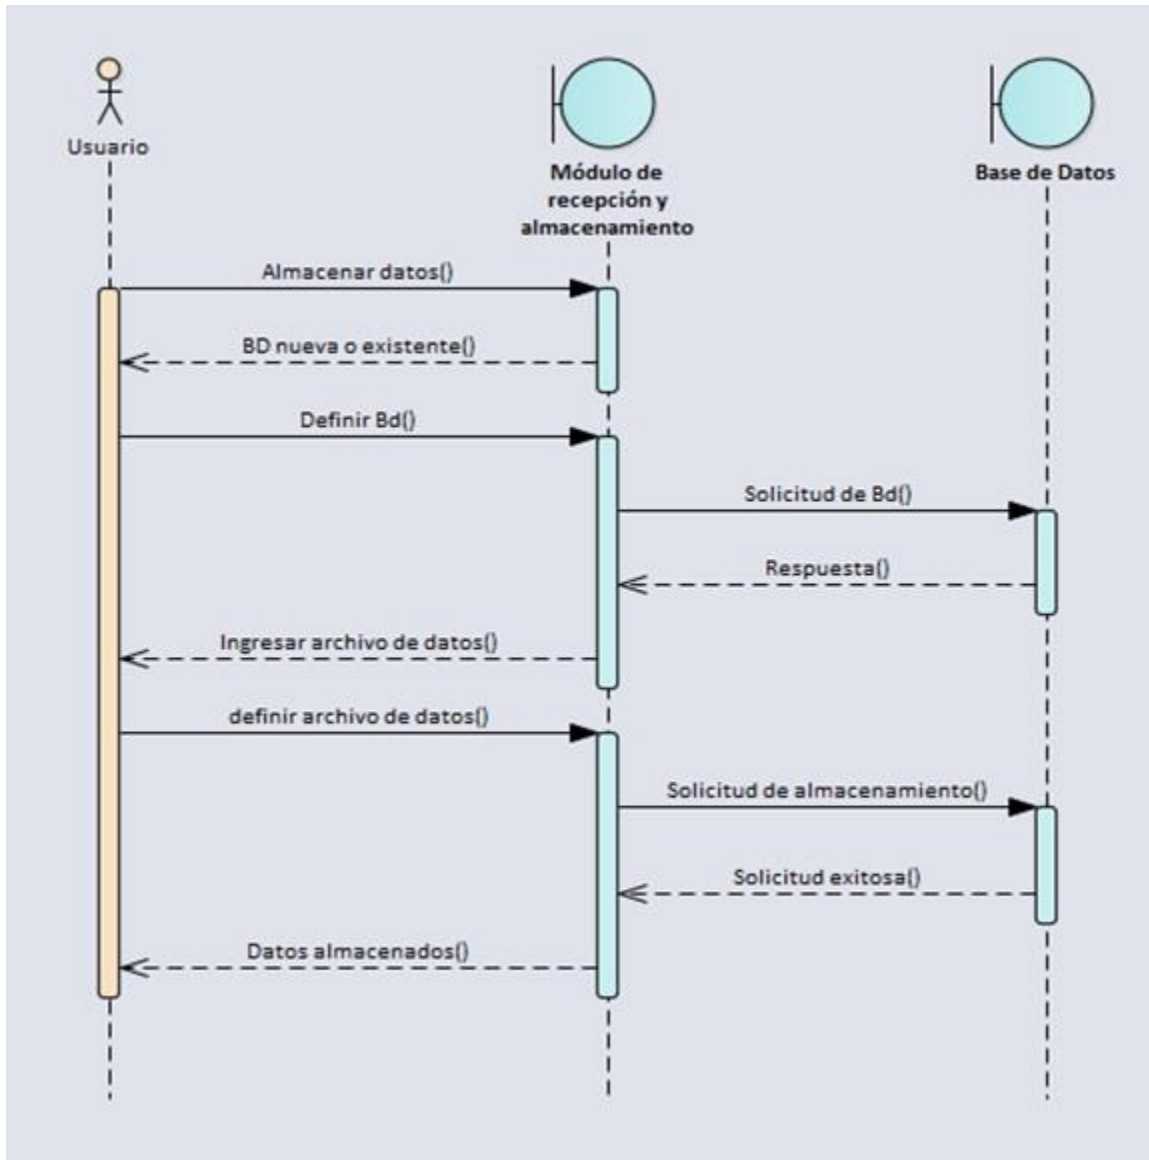 Usuario
Módulo de
recepción y
almacenamiento
Base de Datos
Almacenar datos()
BD nueva o existente()
Definir Bd()
Solicitud de Bd()
Respuesta()
Ingresar archivo de datos()
definir archivo de datos()
Solicitud de almacenamiento()
Solicitud exitosa()
Datos almacenados()